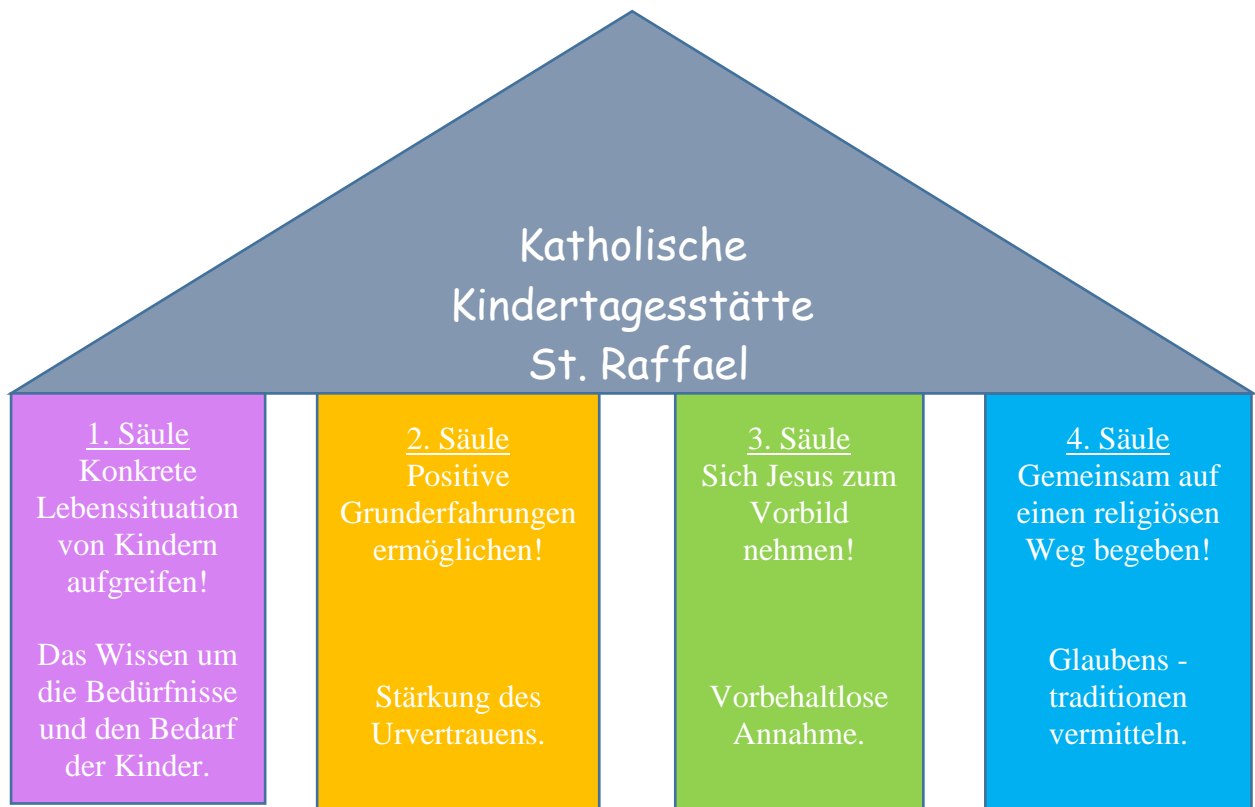 Katholische
Kindertagesstätte
St. Raffael
1. Säule
Konkrete
Lebenssituation
von Kindern
aufgreifen!
Das Wissen um
die Bedürfnisse
und den Bedarf
der Kinder.
2. Säule
Positive
Grunderfahrungen
ermöglichen!
Stärkung des
Urvertrauens.
3. Säule
Sich Jesus zum
Vorbild
nehmen!
Vorbehaltlose
Annahme.
4. Säule
Gemeinsam auf
einen religiösen
Weg begeben!
Glaubens -
traditionen
vermitteln.